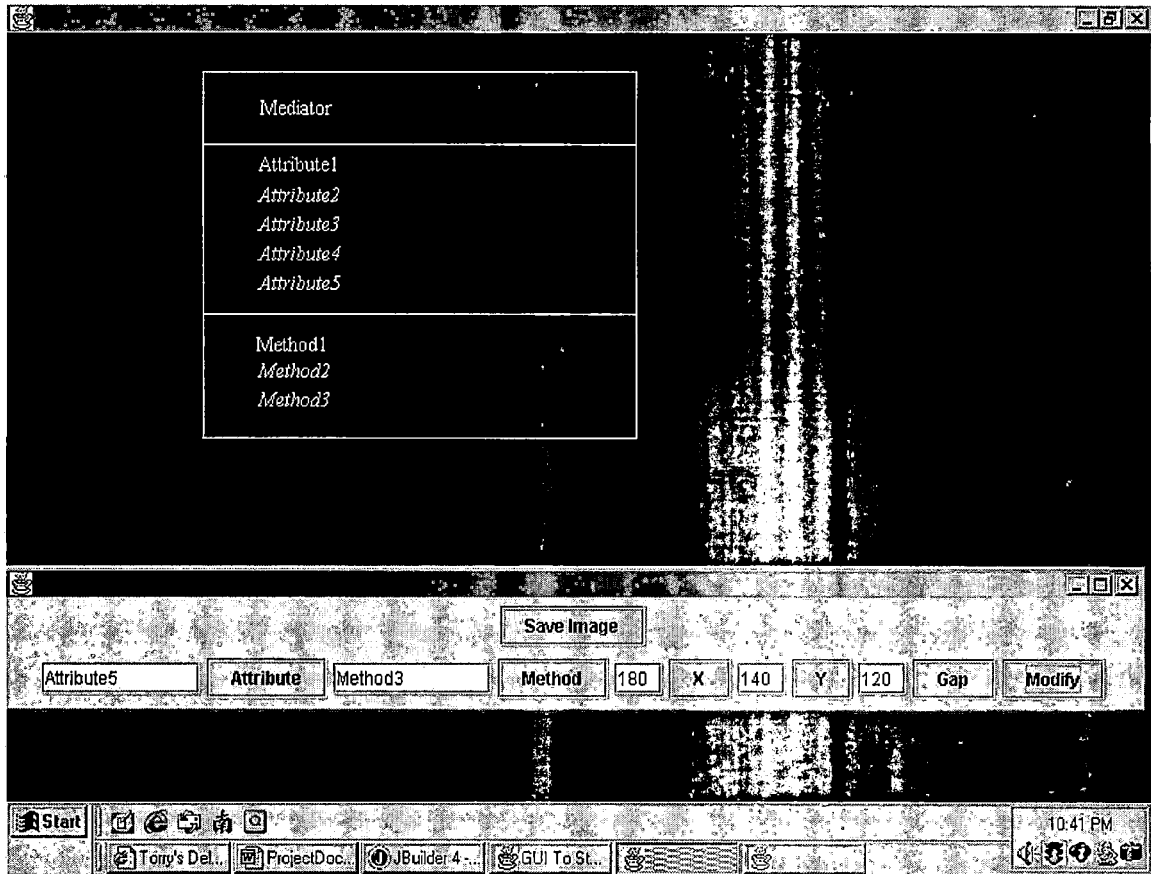 Mediator
Attribute1
Attribute2
Attribute3
Attribute4
Attribute5
Method1
Method2
Method3
Save Image
Attribute5 Attribute Method3 Method 180 X 140 Y 120 Gap Modify
Start 南 10:41 PM
Tony's Del... ProjectDoc... JBuilder 4 -... GUI To St...